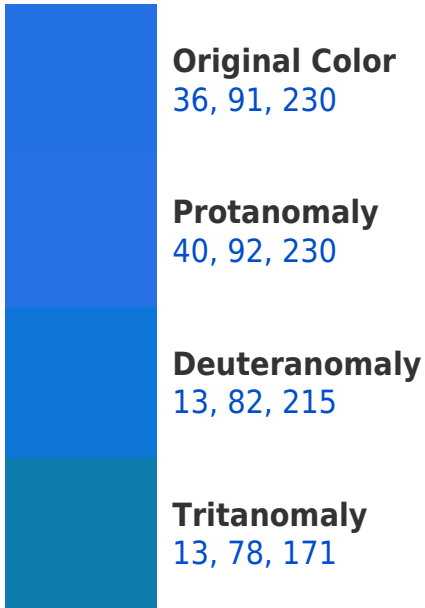 Original Color
36, 91, 230
Protanomaly
40, 92, 230
Deuteranomaly
13, 82, 215
Tritanomaly
13, 78, 171